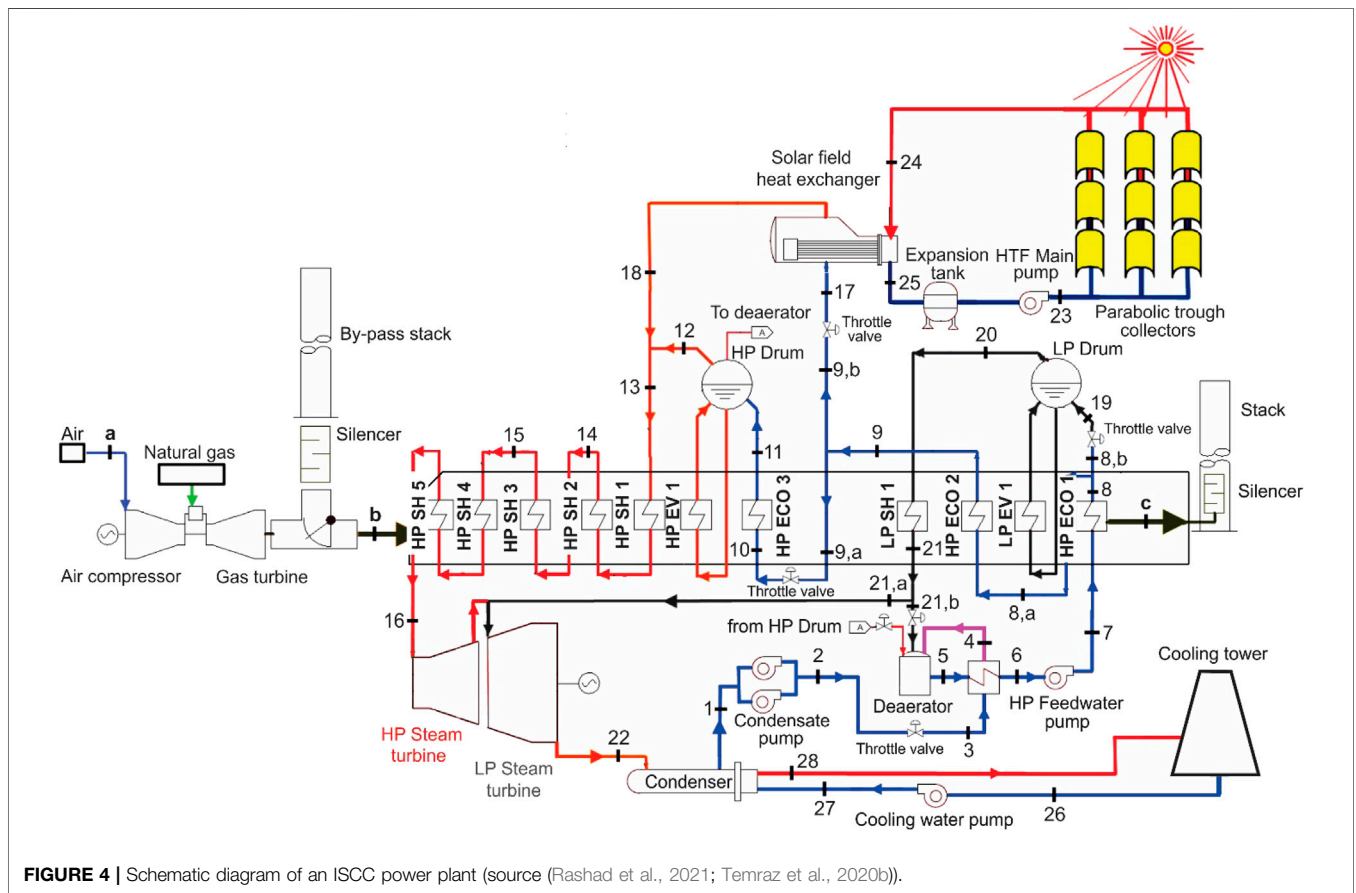 Solar field
heat exchanger
24
Expansion
tank
HTF Main
pump
25
23
Parabolic trough
collectors
18
17
To deaerator
A
Throttle
valve
12
HP Drum
20
LP Drum
By-pass stack
13
9,b
19
Throttle valve
Stack
Air
a
Silencer
15
14
11
9
8,b
Natural gas
8
Silencer
b
HP SH 5
HP SH 4
HP SH 3
HP SH 2
HP SH 1
HP EV 1
HP ECO 3
LP SH 1
HP ECO 2
LP EV 1
HP ECO 1
c
10
9,a
21
Air compressor
Gas turbine
Throttle valve
21,a
21,b
8,a
16
from HP Drum
A
4
7
2
5
6
Cooling tower
1
Deaerator
HP Feedwater
pump
Condensate
pump
Throttle valve
3
HP Steam
turbine
22
LP Steam
turbine
Condenser
28
27
26
Cooling water pump
FIGURE 4 | Schematic diagram of an ISCC power plant (source (Rashad et al., 2021; Temraz et al., 2020b)).